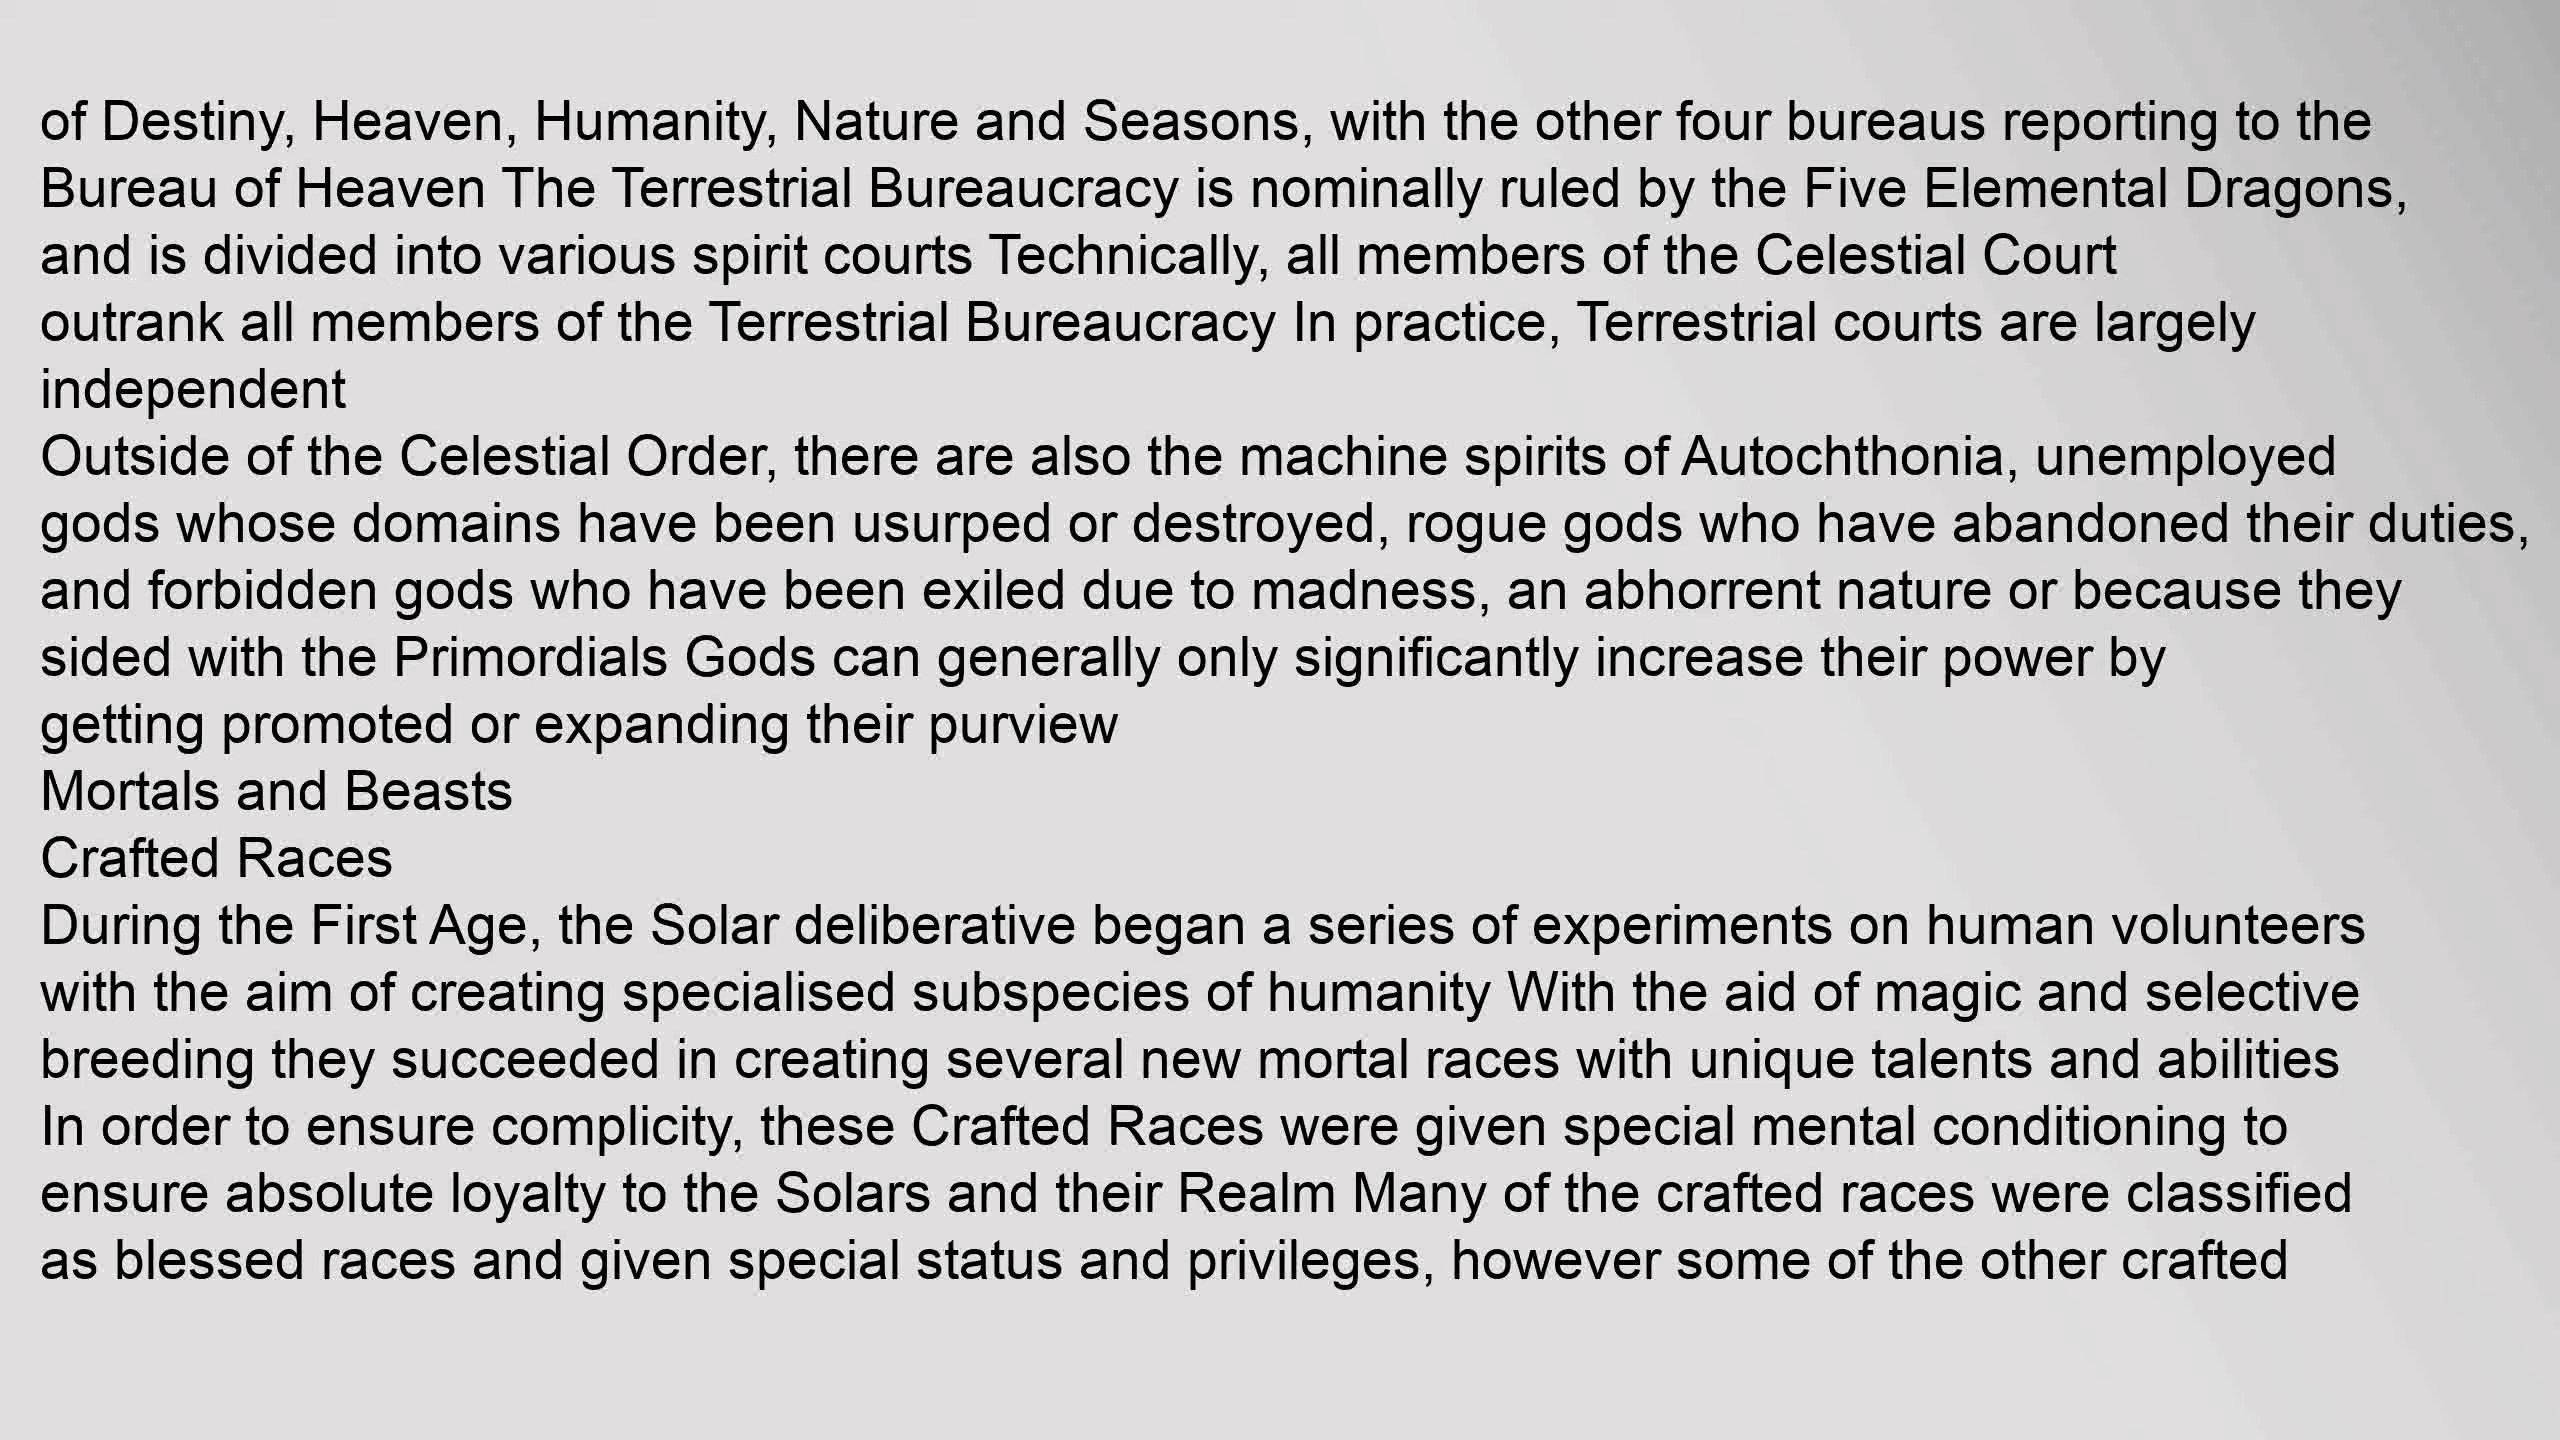 of Destiny, Heaven, Humanity, Nature and Seasons, with the other four bureaus reporting to the
Bureau of Heaven The Terrestrial Bureaucracy is nominally ruled by the Five Elemental Dragons,
and is divided into various spirit courts Technically, all members of the Celestial Court
outrank all members of the Terrestrial Bureaucracy In practice, Terrestrial courts are largely
independent
Outside of the Celestial Order, there are also the machine spirits of Autochthonia, unemployed
gods whose domains have been usurped or destroyed, rogue gods who have abandoned their duties,
and forbidden gods who have been exiled due to madness, an abhorrent nature or because they
sided with the Primordials Gods can generally only significantly increase their power by
getting promoted or expanding their purview
Mortals and Beasts
Crafted Races
During the First Age, the Solar deliberative began a series of experiments on human volunteers
with the aim of creating specialised subspecies of humanity With the aid of magic and selective
breeding they succeeded in creating several new mortal races with unique talents and abilities
In order to ensure complicity, these Crafted Races were given special mental conditioning to
ensure absolute loyalty to the Solars and their Realm Many of the crafted races were classified
as blessed races and given special status and privileges, however some of the other crafted